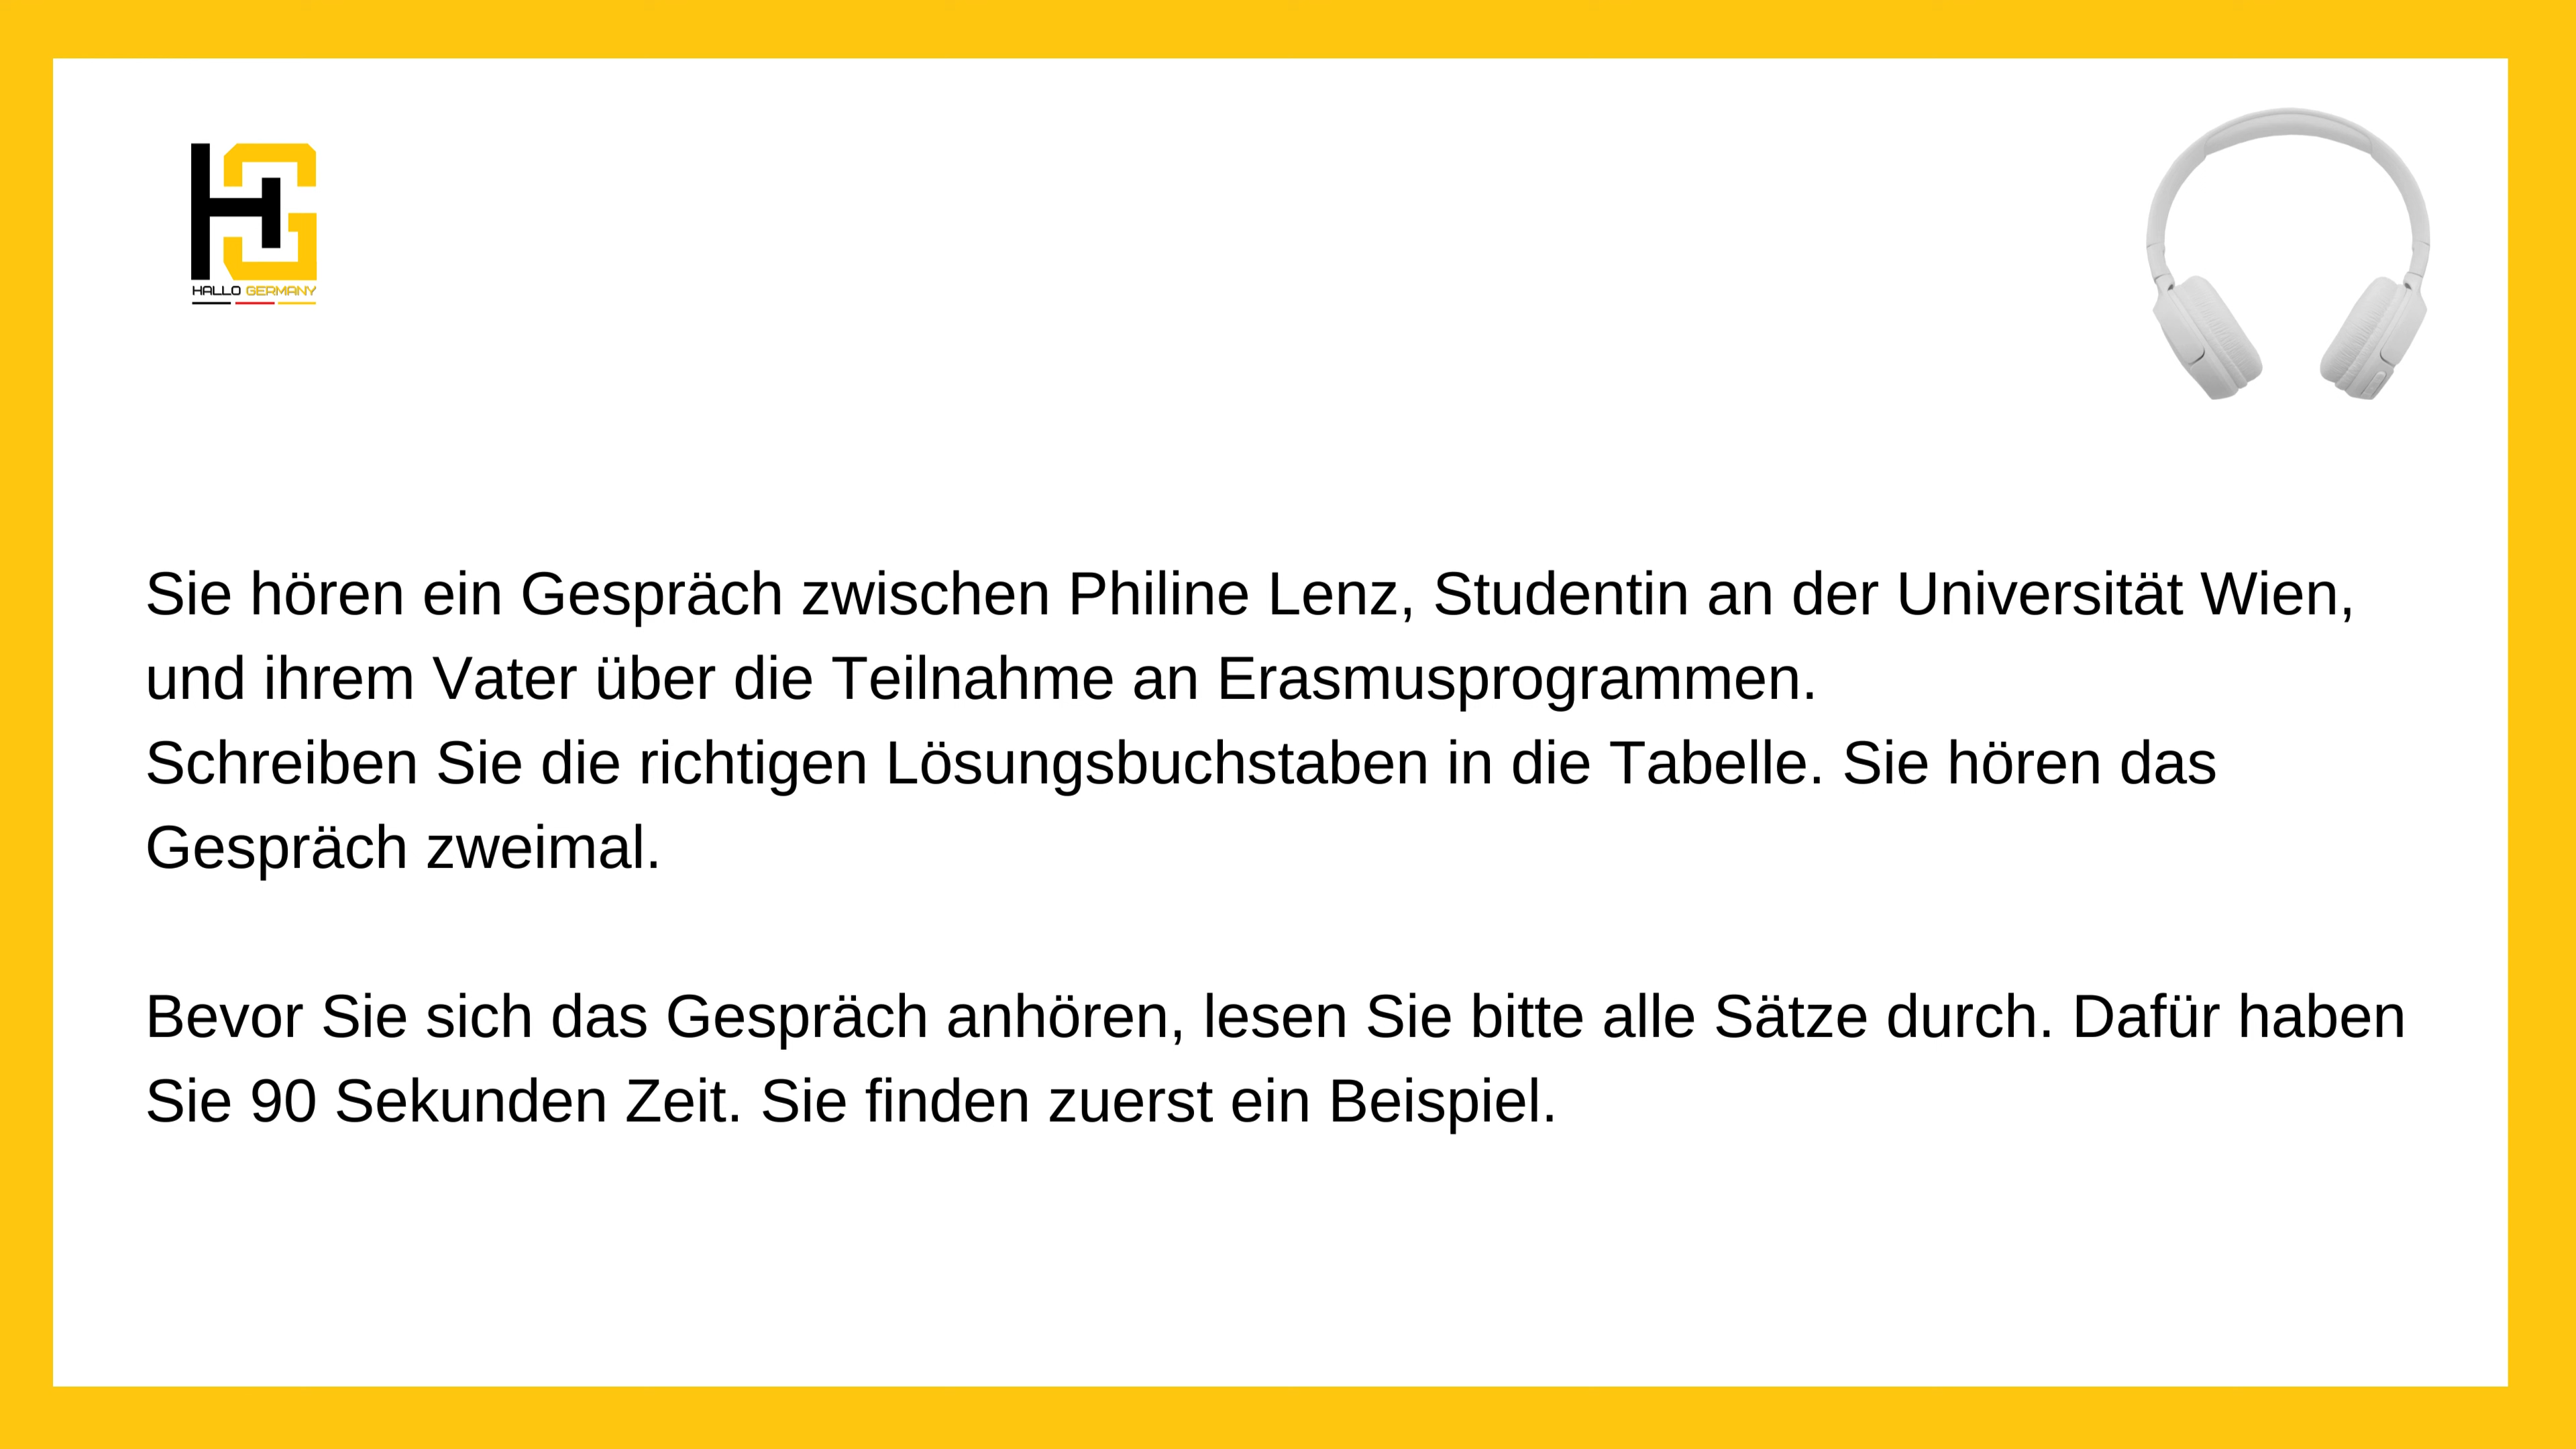 HG
HALLO GERMANY
Sie hören ein Gespräch zwischen Philine Lenz, Studentin an der Universität Wien,
und ihrem Vater über die Teilnahme an Erasmusprogrammen.
Schreiben Sie die richtigen Lösungsbuchstaben in die Tabelle. Sie hören das
Gespräch zweimal.
Bevor Sie sich das Gespräch anhören, lesen Sie bitte alle Sätze durch. Dafür haben
Sie 90 Sekunden Zeit. Sie finden zuerst ein Beispiel.